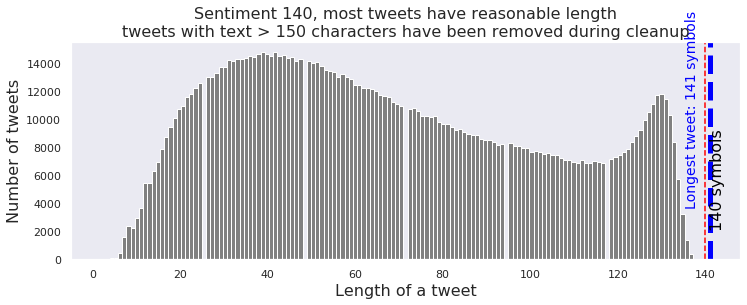 Sentiment 140, most tweets have reasonable length
tweets with text > 150 characters have been removed during cleanup
Number of tweets
14000
12000
10000
8000
6000
4000
2000
0
0 20 40 60 80 100 120 140
Length of a tweet
Longest tweet: 141 symbols
140 symbols